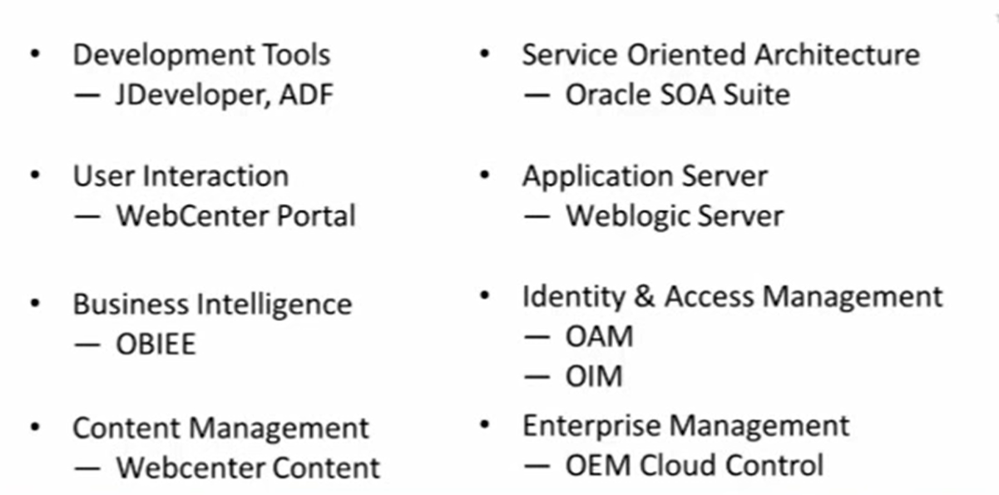 • Development Tools
— JDeveloper, ADF
• User Interaction
— WebCenter Portal
• Business Intelligence
— OBIEE
• Content Management
— Webcenter Content
• Service Oriented Architecture
— Oracle SOA Suite
• Application Server
— Weblogic Server
• Identity & Access Management
— OAM
— OIM
• Enterprise Management
— OEM Cloud Control